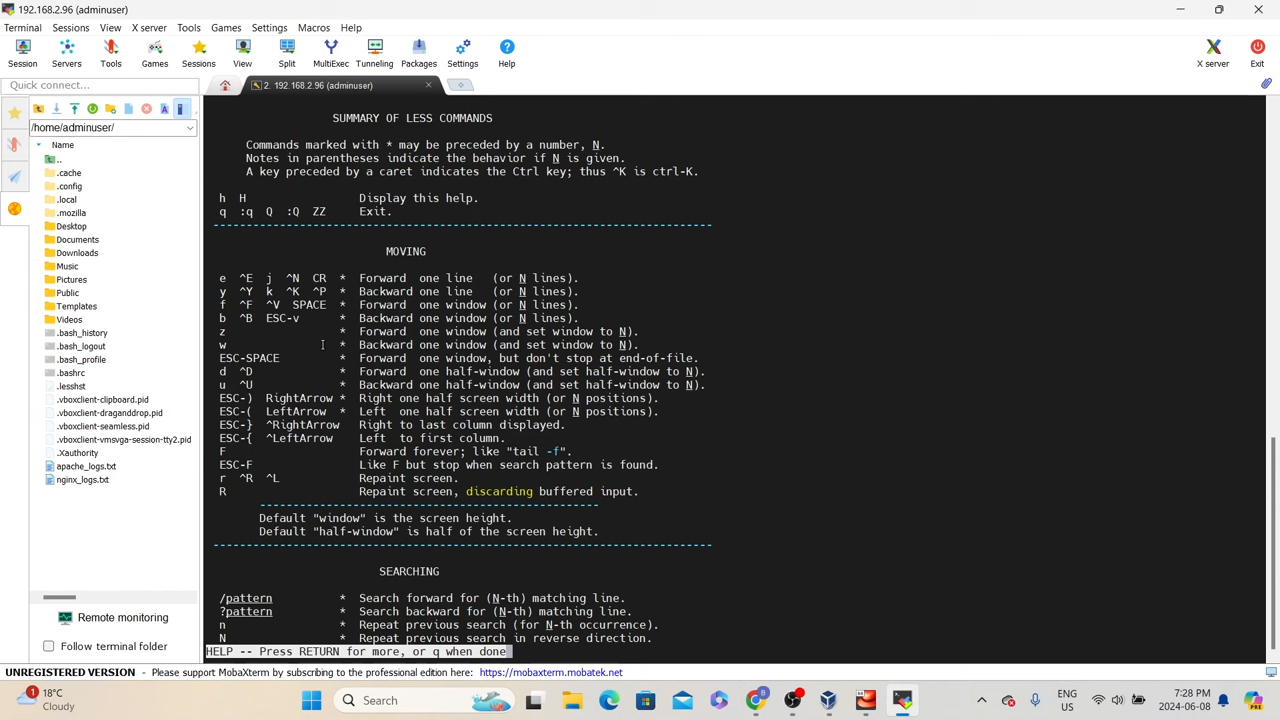 192.168.2.96 (adminuser)
Terminal Sessions View X server Tools Games Settings Macros Help
Session Servers Tools Games Sessions View Split MultiExec Tunneling Packages Settings Help X server Exit
Quick connect...
2. 192.168.2.96 (adminuser)
/home/adminuser/
Name
..
.cache
.config
.local
.mozilla
Desktop
Documents
Downloads
Music
Pictures
Public
Templates
Videos
.bash_history
.bash_logout
.bash_profile
.bashrc
.lesshst
.vboxclient-clipboard.pid
.vboxclient-draganddrop.pid
.vboxclient-seamless.pid
.vboxclient-vmsvga-session-tty2.pid
.Xauthority
apache_logs.txt
nginx_logs.txt
Remote monitoring
Follow terminal folder
SUMMARY OF LESS COMMANDS
Commands marked with * may be preceded by a number, N.
Notes in parentheses indicate the behavior if N is given.
A key preceded by a caret indicates the Ctrl key; thus ^K is ctrl-K.
h H Display this help.
q :q Q :Q ZZ Exit.
---------------------------------------------------------------------------
MOVING
e ^E j ^N CR * Forward one line (or N lines).
y ^Y k ^K ^P * Backward one line (or N lines).
f ^F ^V SPACE * Forward one window (or N lines).
b ^B ESC-v * Backward one window (or N lines).
z * Forward one window (and set window to N).
w * Backward one window (and set window to N).
ESC-SPACE * Forward one window, but don't stop at end-of-file.
d ^D * Forward one half-window (and set half-window to N).
u ^U * Backward one half-window (and set half-window to N).
ESC-) RightArrow * Right one half screen width (or N positions).
ESC-( LeftArrow * Left one half screen width (or N positions).
ESC-} ^RightArrow Right to last column displayed.
ESC-{ ^LeftArrow Left to first column.
F Forward forever; like "tail -f".
ESC-F Like F but stop when search pattern is found.
r ^R ^L Repaint screen.
R Repaint screen, discarding buffered input.
---------------------------------------------------
Default "window" is the screen height.
Default "half-window" is half of the screen height.
---------------------------------------------------------------------------
SEARCHING
/pattern * Search forward for (N-th) matching line.
?pattern * Search backward for (N-th) matching line.
n * Repeat previous search (for N-th occurrence).
N * Repeat previous search in reverse direction.
HELP -- Press RETURN for more, or q when done
UNREGISTERED VERSION - Please support MobaXterm by subscribing to the professional edition here: https://mobaxterm.mobatek.net
1
18°C
Cloudy
Search
8
ENG
US
7:28 PM
2024-06-08
PRE